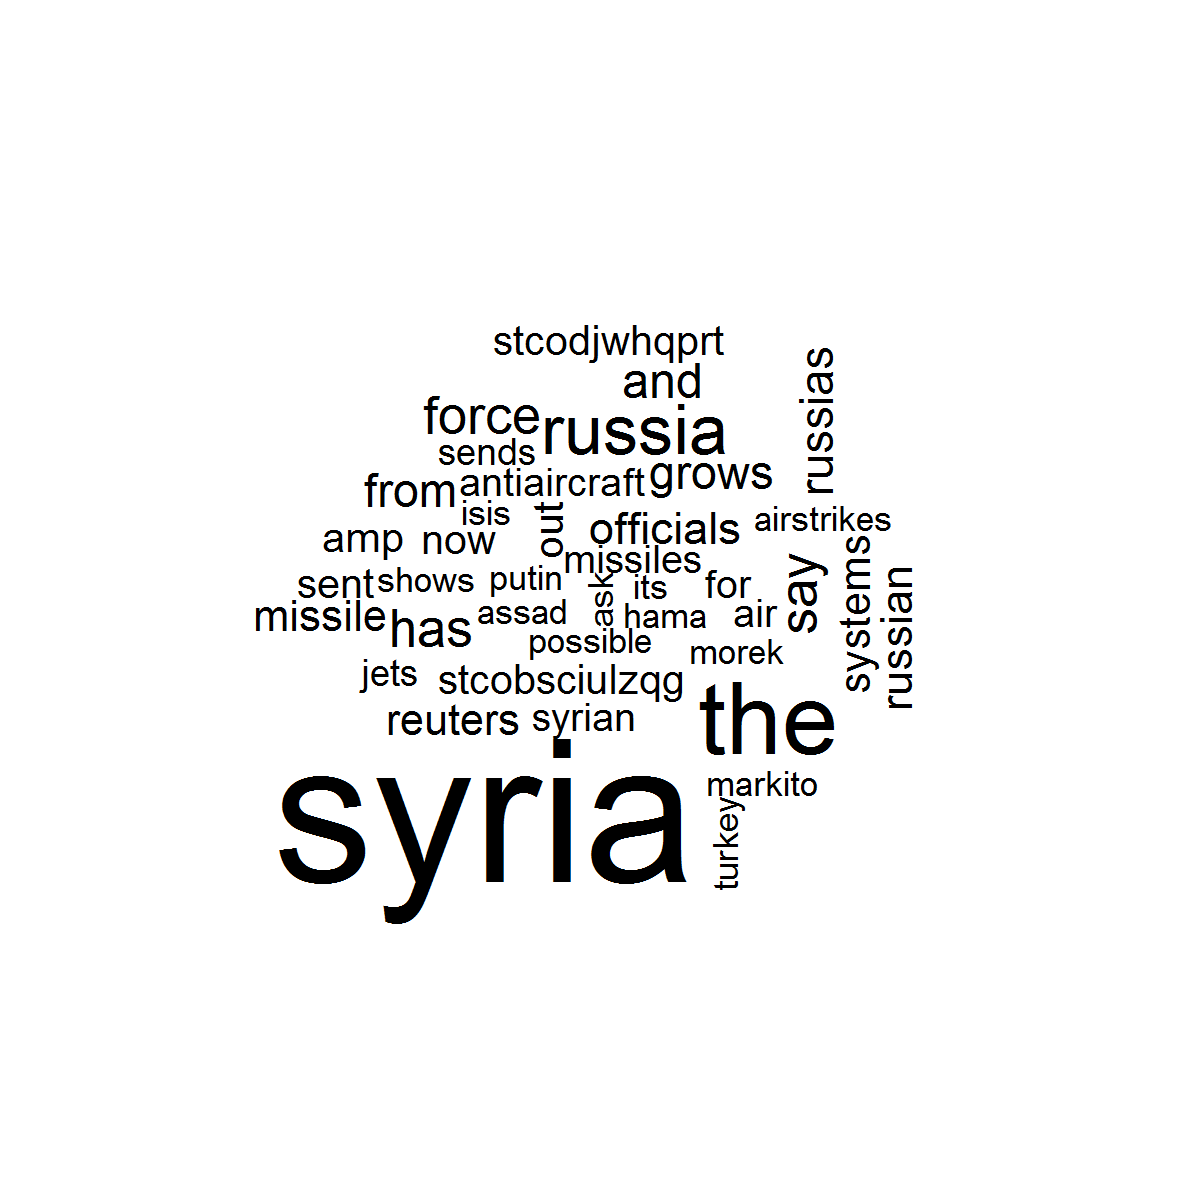 stcodjwhqprt
and
russias
force
russia
sends
grows
from
antiaircraft
isis
out
officials
airstrikes
amp
now
missiles
systems
sent
shows
putin
ask
its
for
say
russian
missile
has
assad
hama
air
possible
morek
jets
stcobsciulzqg
reuters
syrian
the
syria
markito
turkey